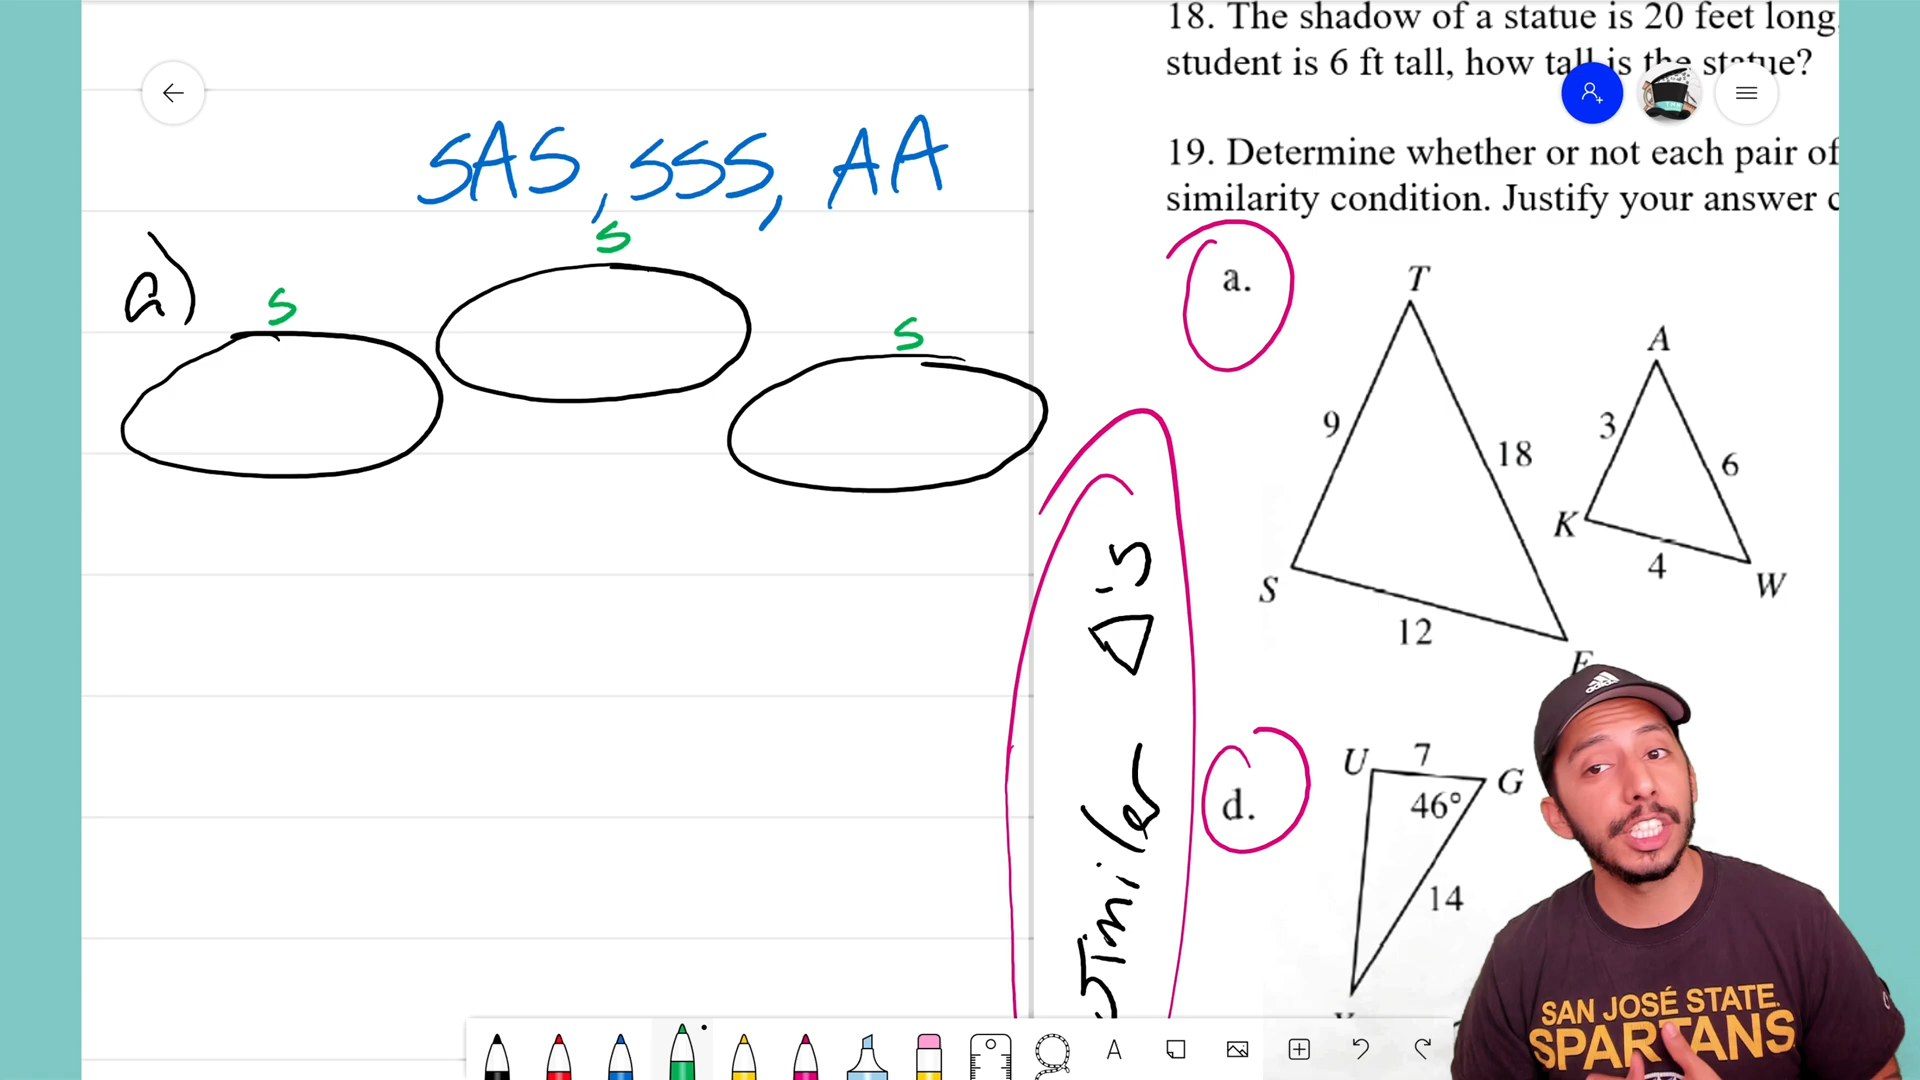 SAS, SSS, AA
a)
S
S
S
Similar Δ's
18. The shadow of a statue is 20 feet long.
student is 6 ft tall, how tall is the statue?
19. Determine whether or not each pair of
similarity condition. Justify your answer
a.
T
9
18
S
12
A
3
6
K
4
W
d.
U
7
G
46°
14
A
adidas
SAN JOSÉ STATE
SPARTANS